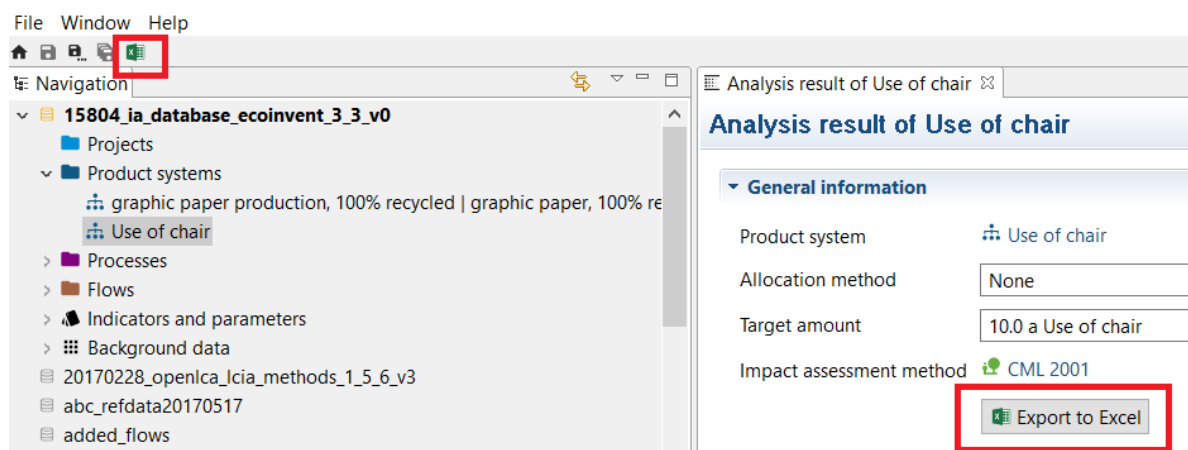 File Window Help
Navigation
15804_ia_database_ecoinvent_3_3_v0
Projects
Product systems
graphic paper production, 100% recycled | graphic paper, 100% re
Use of chair
Processes
Flows
Indicators and parameters
Background data
20170228_openlca_lcia_methods_1_5_6_v3
abc_refdata20170517
added_flows
Analysis result of Use of chair
Analysis result of Use of chair
General information
Product system Use of chair
Allocation method None
Target amount 10.0 a Use of chair
Impact assessment method CML 2001
Export to Excel